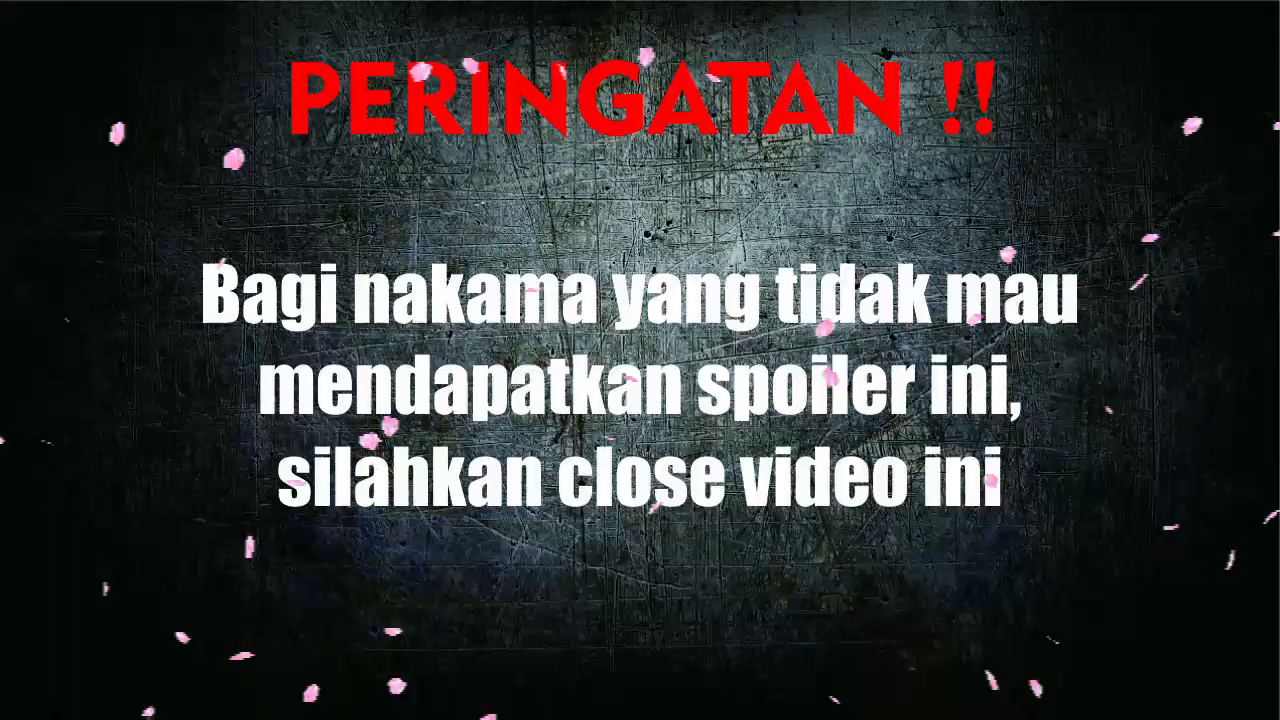 PERINGATAN !!
Bagi nakama yang tidak mau
mendapatkan spoiler ini,
silahkan close video ini